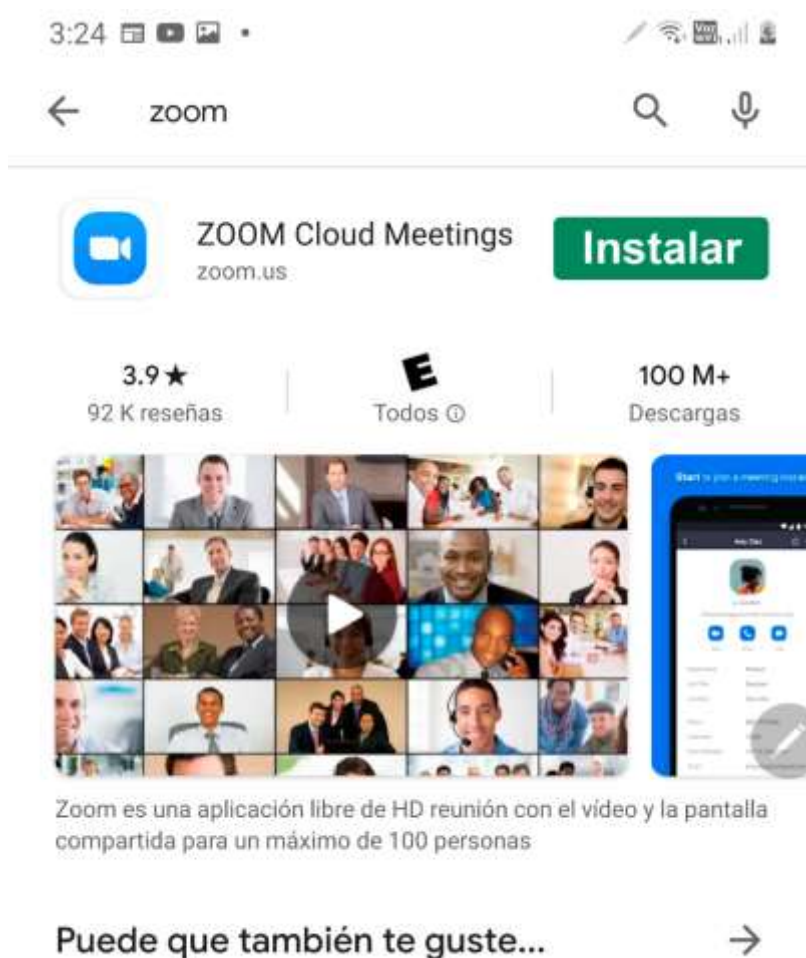 3:24
zoom
ZOOM Cloud Meetings
zoom.us
Instalar
3.9★
92 K reseñas
E
Todos
100 M+
Descargas
Start
Zoom es una aplicación libre de HD reunión con el vídeo y la pantalla
compartida para un máximo de 100 personas
Puede que también te guste...